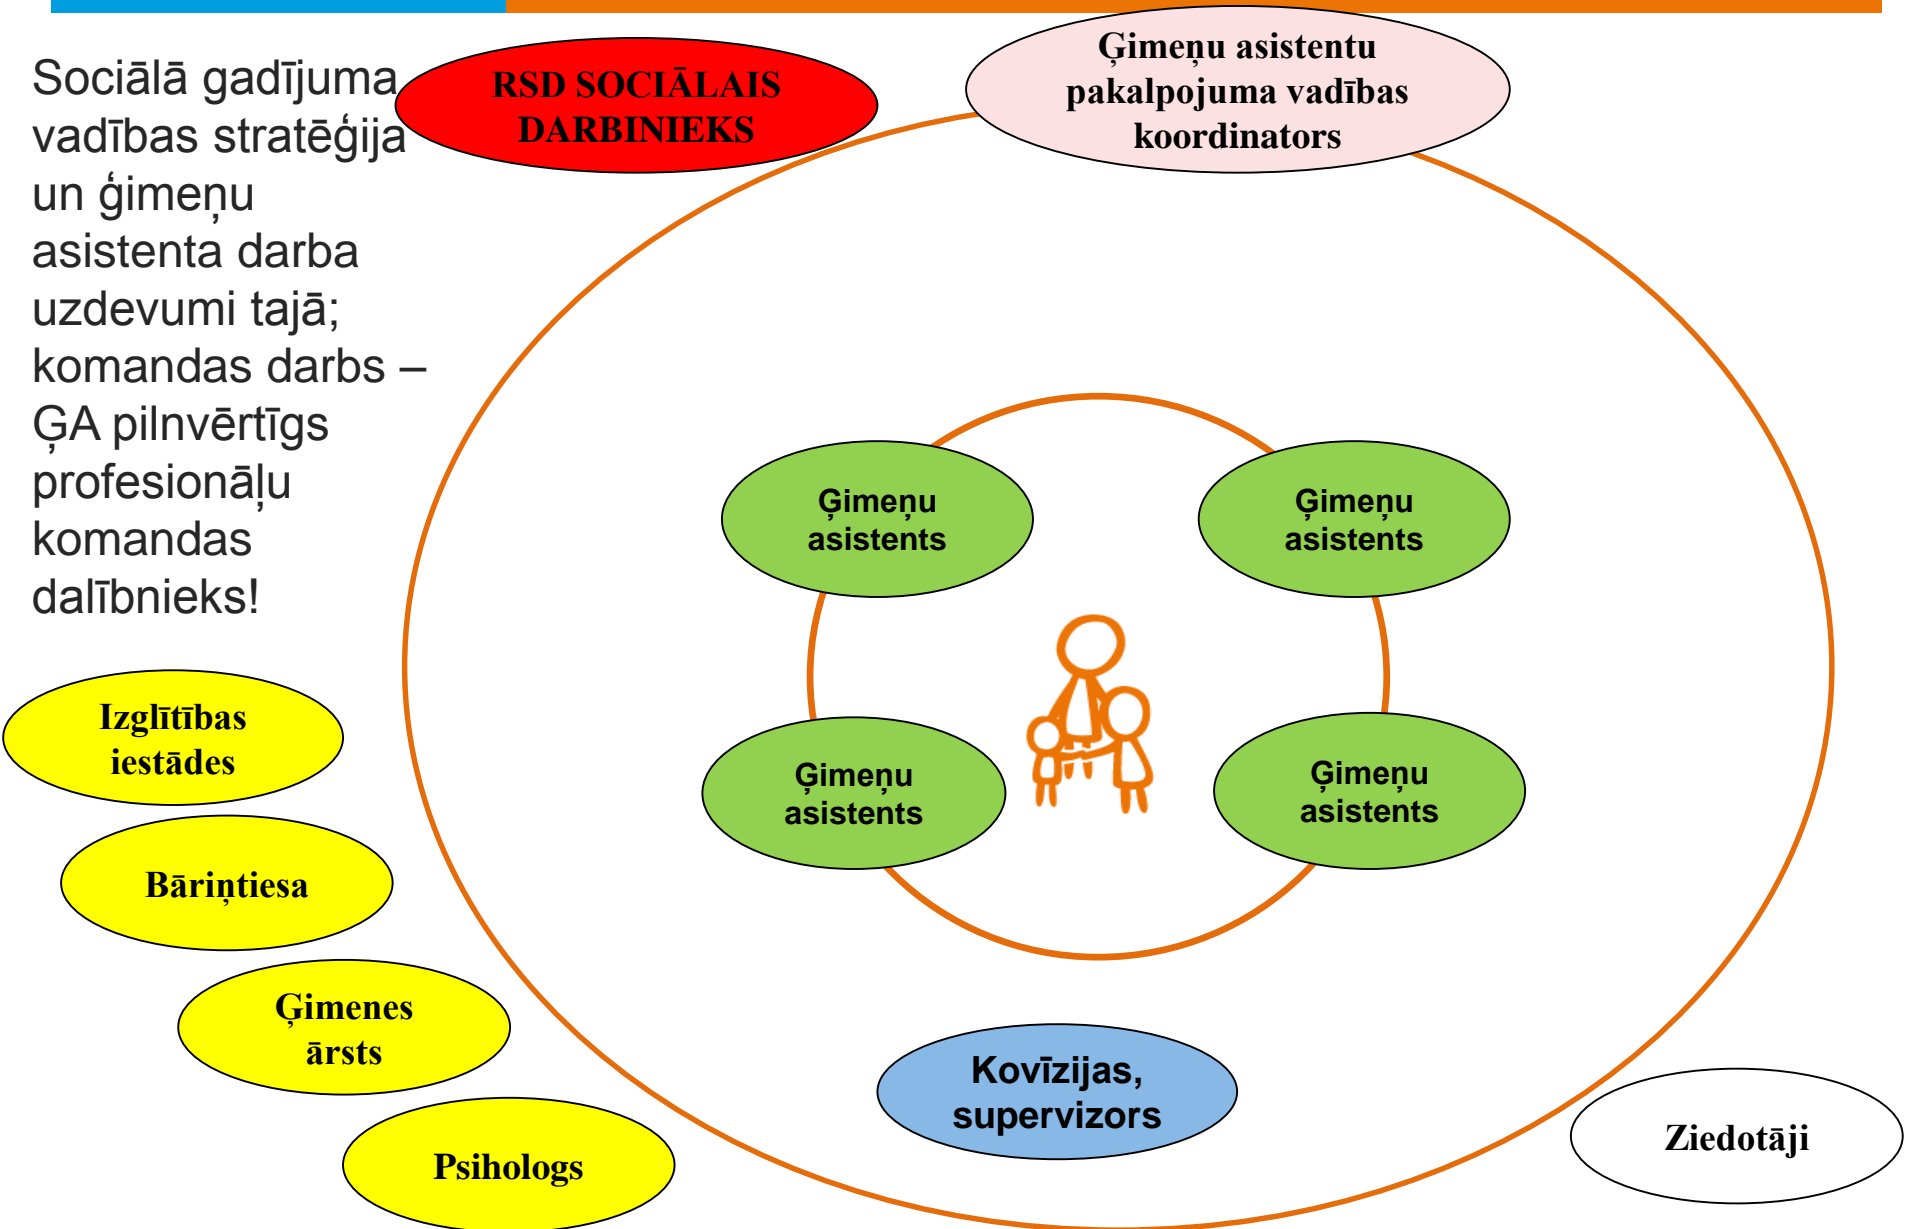 Sociālā gadījuma
vadības stratēģija
un ģimeņu
asistenta darba
uzdevumi tajā;
komandas darbs –
ĢA pilnvērtīgs
profesionāļu
komandas
dalībnieks!
RSD SOCIĀLAIS
DARBINIEKS
Ģimeņu asistentu
pakalpojuma vadības
koordinators
Ģimeņu
asistents
Ģimeņu
asistents
Ģimeņu
asistents
Ģimeņu
asistents
Izglītības
iestādes
Bāriņtiesa
Ģimenes
ārsts
Psihologs
Kovīzijas,
supervizors
Ziedotāji